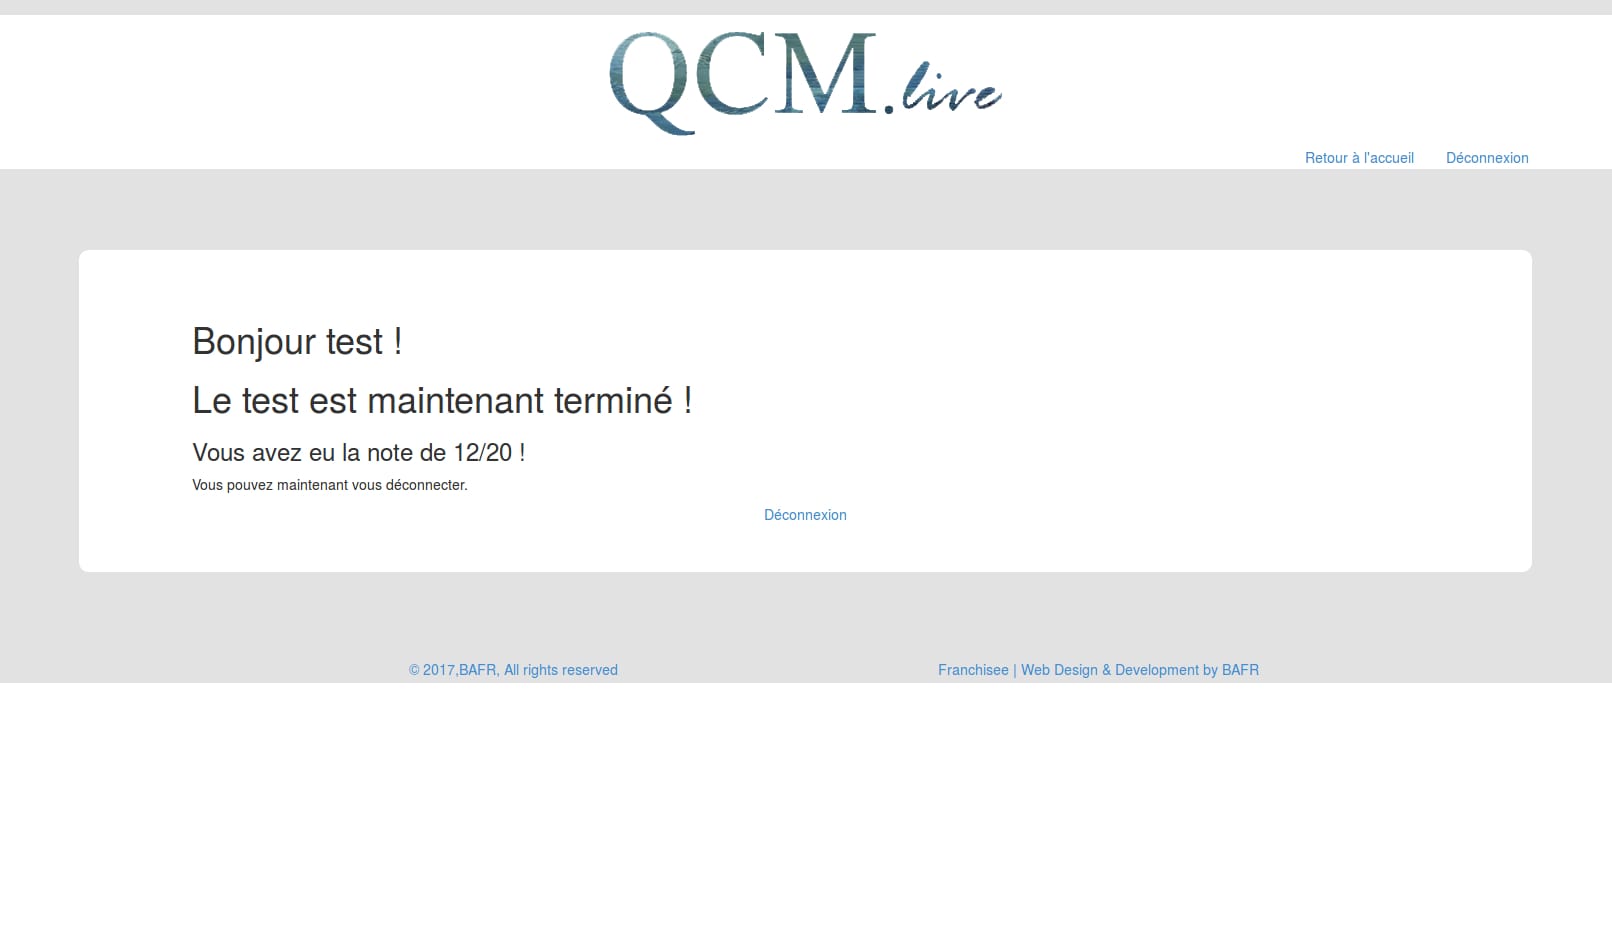 QCM.live
Retour à l'accueil Déconnexion
Bonjour test !
Le test est maintenant terminé !
Vous avez eu la note de 12/20 !
Vous pouvez maintenant vous déconnecter.
Déconnexion
© 2017,BAFR, All rights reserved
Franchisee | Web Design & Development by BAFR